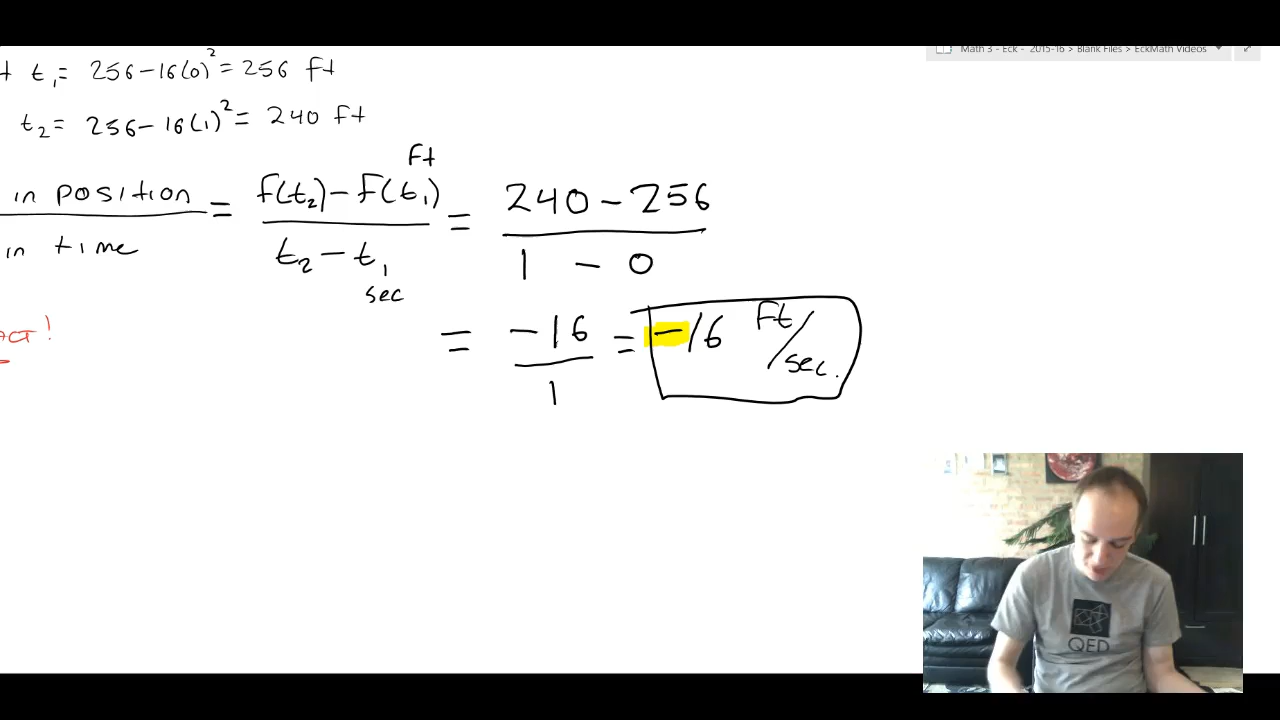 Math 3 - Eck - 2015-16 > Blank Files > EckMath Videos
t₁ = 256 - 16(0)² = 256 ft
t₂ = 256 - 16(1)² = 240 ft
ft
in position = f(t₂) - f(t₁) = 240 - 256
in time t₂ - t₁ 1 - 0
sec
= -16 = -16 ft/sec.
1
QED